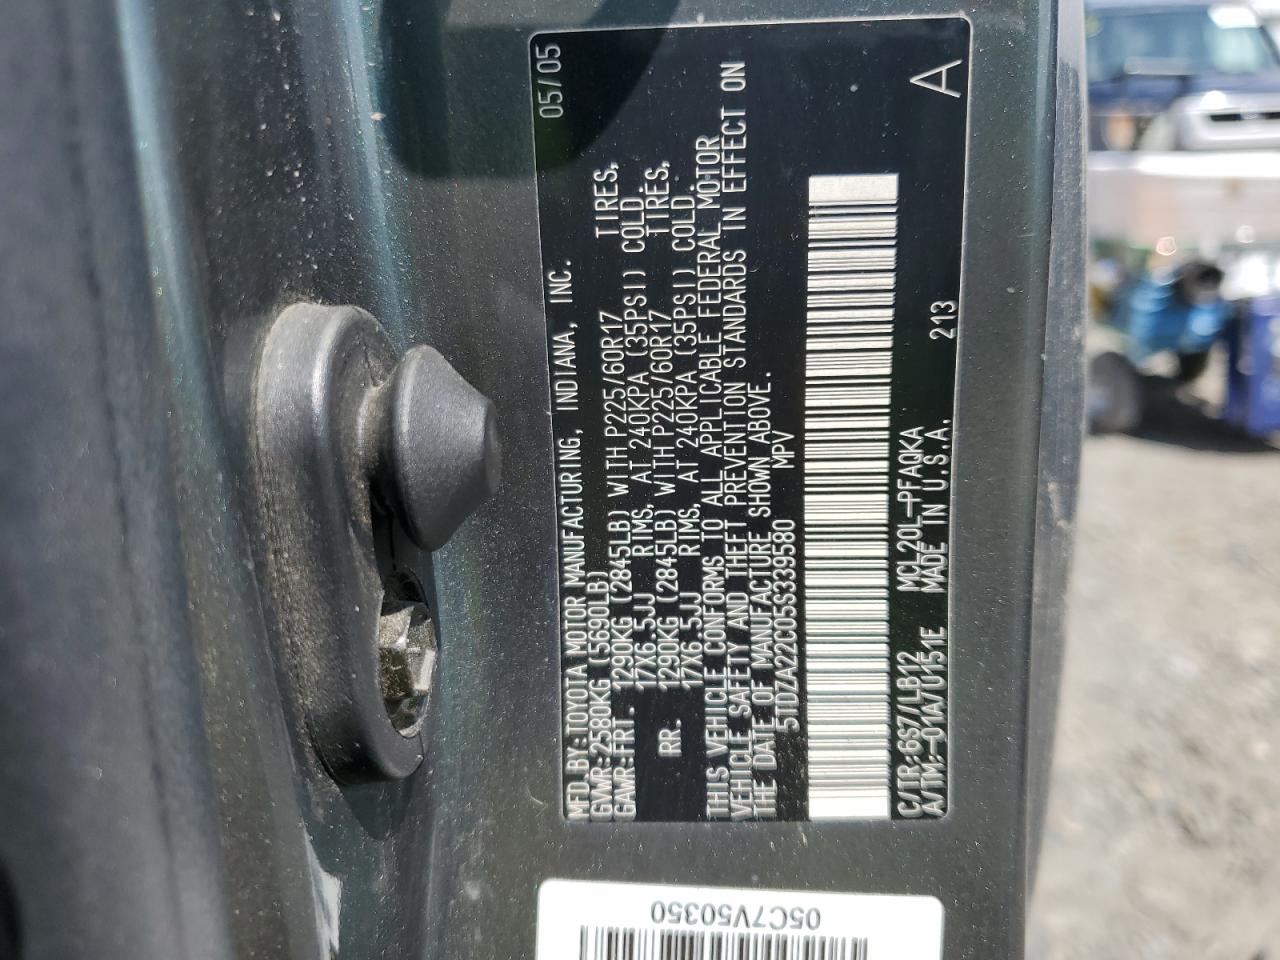 MFD.BY:TOYOTA MOTOR MANUFACTURING, INDIANA, INC. 05/05
GVWR:2580KG (5690LB)
GAWR:FRT. 1290KG (2845LB) WITH P225/60R17 TIRES,
17X6.5JJ RIMS, AT 240KPA (35PSI) COLD.
RR. 1290KG (2845LB) WITH P225/60R17 TIRES,
17X6.5JJ RIMS, AT 240KPA (35PSI) COLD.
THIS VEHICLE CONFORMS TO ALL APPLICABLE FEDERAL MOTOR
VEHICLE SAFETY AND THEFT PREVENTION STANDARDS IN EFFECT ON
THE DATE OF MANUFACTURE SHOWN ABOVE.
5TDZA22C05S339580 MPV
C/TR:6S7/LB12 MCL20L-PFAQKA 213 A
A/TM:-01A/U151E MADE IN U.S.A.
05C7V50350